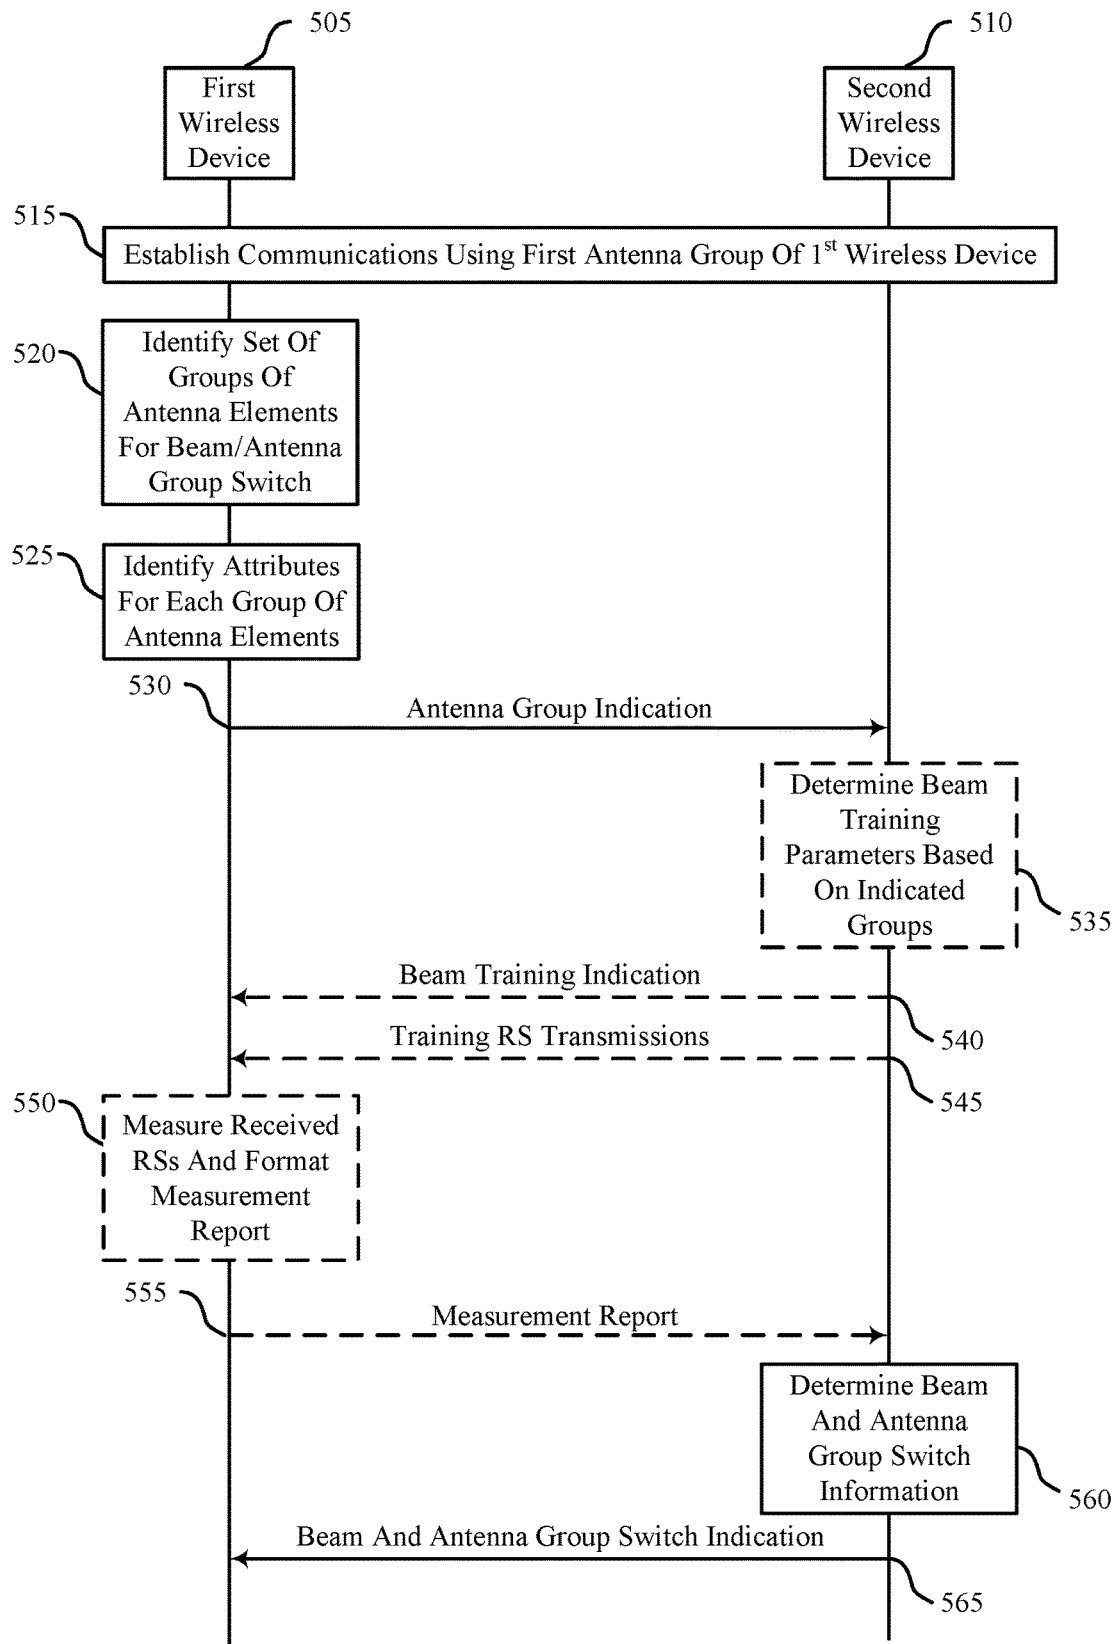 505
510
First
Wireless
Device
Second
Wireless
Device
515
Establish Communications Using First Antenna Group Of 1st Wireless Device
520
Identify Set Of
Groups Of
Antenna Elements
For Beam/Antenna
Group Switch
525
Identify Attributes
For Each Group Of
Antenna Elements
530
Antenna Group Indication
Determine Beam
Training
Parameters Based
On Indicated
Groups
535
Beam Training Indication
540
Training RS Transmissions
545
550
Measure Received
RSs And Format
Measurement
Report
555
Measurement Report
Determine Beam
And Antenna
Group Switch
Information
560
Beam And Antenna Group Switch Indication
565